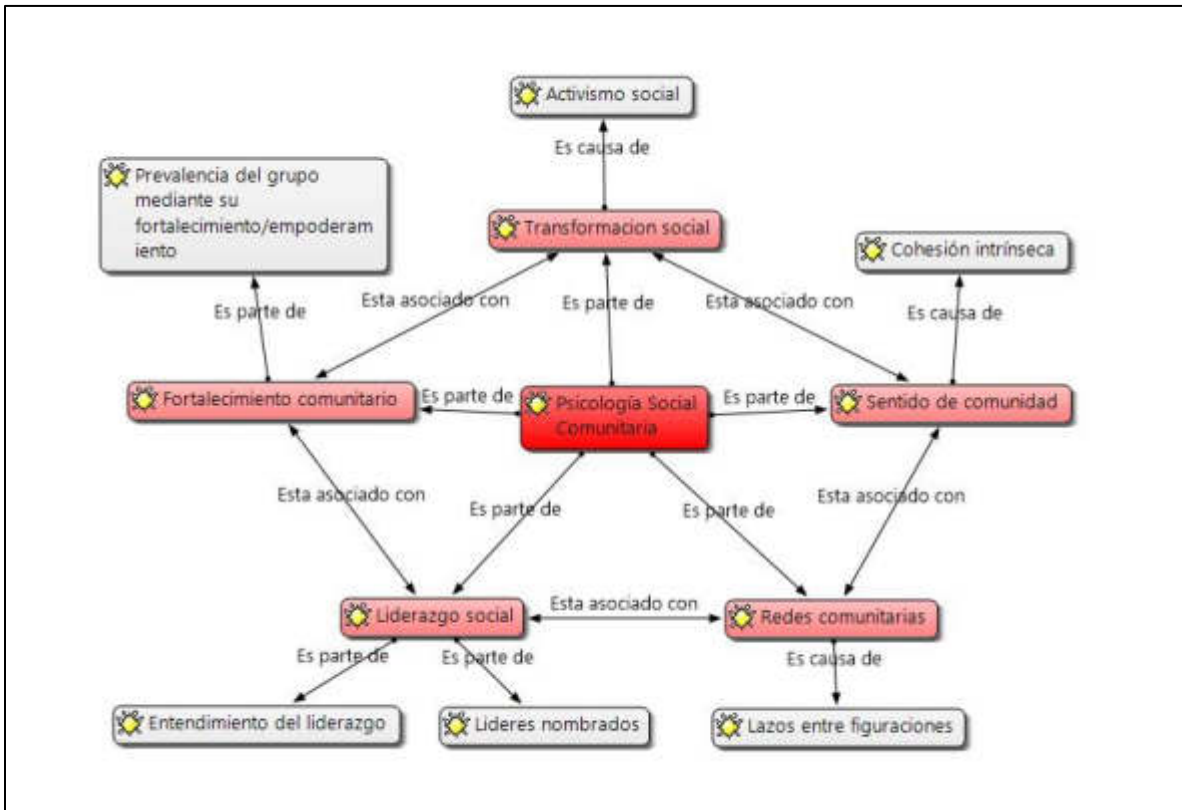 Activismo social
Es causa de
Prevalencia del grupo
mediante su
fortalecimiento/empoderam
iento
Transformacion social
Cohesión intrínseca
Es parte de
Esta asociado con
Es parte de
Esta asociado con
Es causa de
Fortalecimiento comunitario
Es parte de
Psicología Social
Comunitaria
Es parte de
Sentido de comunidad
Esta asociado con
Es parte de
Es parte de
Esta asociado con
Liderazgo social
Esta asociado con
Redes comunitarias
Es parte de
Es parte de
Es causa de
Entendimiento del liderazgo
Lideres nombrados
Lazos entre figuraciones